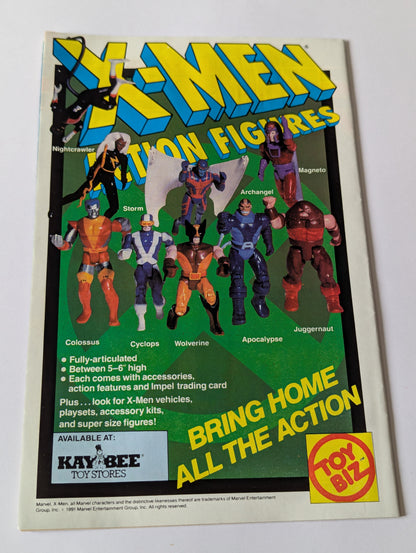 X-MEN
ACTION FIGURES
Nightcrawler
Magneto
Storm
Archangel
Colossus
Cyclops
Wolverine
Apocalypse
Juggernaut
• Fully-articulated
• Between 5–6" high
• Each comes with accessories,
action features and Impel trading card
Plus . . . look for X-Men vehicles,
playsets, accessory kits,
and super size figures!
BRING HOME
ALL THE ACTION
AVAILABLE AT:
KAY BEE
TOY STORES
TOY
BIZ
Marvel, X-Men, all Marvel characters and the distinctive likenesses thereof are trademarks of Marvel Entertainment
Group, Inc. © 1991 Marvel Entertainment Group, Inc. All rights reserved.